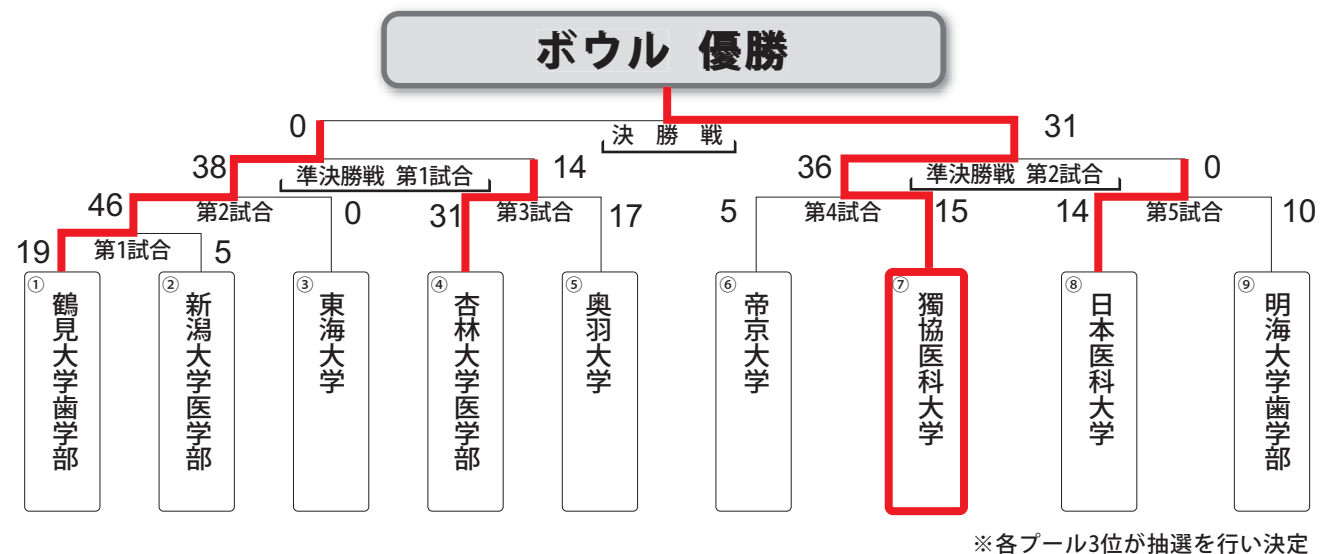 ボウル 優勝
0
決 勝 戦
31
38
準決勝戦 第1試合
14
36
準決勝戦 第2試合
0
46
第2試合
0
31
第3試合
17
5
第4試合
15
14
第5試合
10
19
第1試合
5
①
鶴見大学歯学部
②
新潟大学医学部
③
東海大学
④
杏林大学医学部
⑤
奥羽大学
⑥
帝京大学
⑦
獨協医科大学
⑧
日本医科大学
⑨
明海大学歯学部
※各プール3位が抽選を行い決定